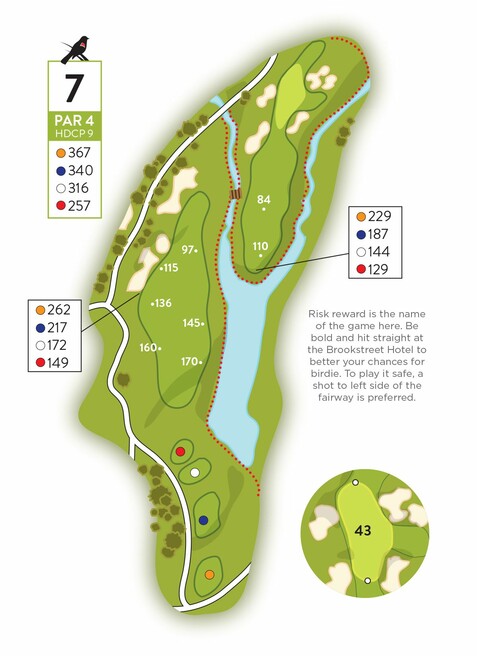 7
PAR 4
HDCP 9
367
340
316
257
84
110
229
187
144
129
97
115
136
145
160
170
262
217
172
149
Risk reward is the name
of the game here. Be
bold and hit straight at
the Brookstreet Hotel to
better your chances for
birdie. To play it safe, a
shot to left side of the
fairway is preferred.
43